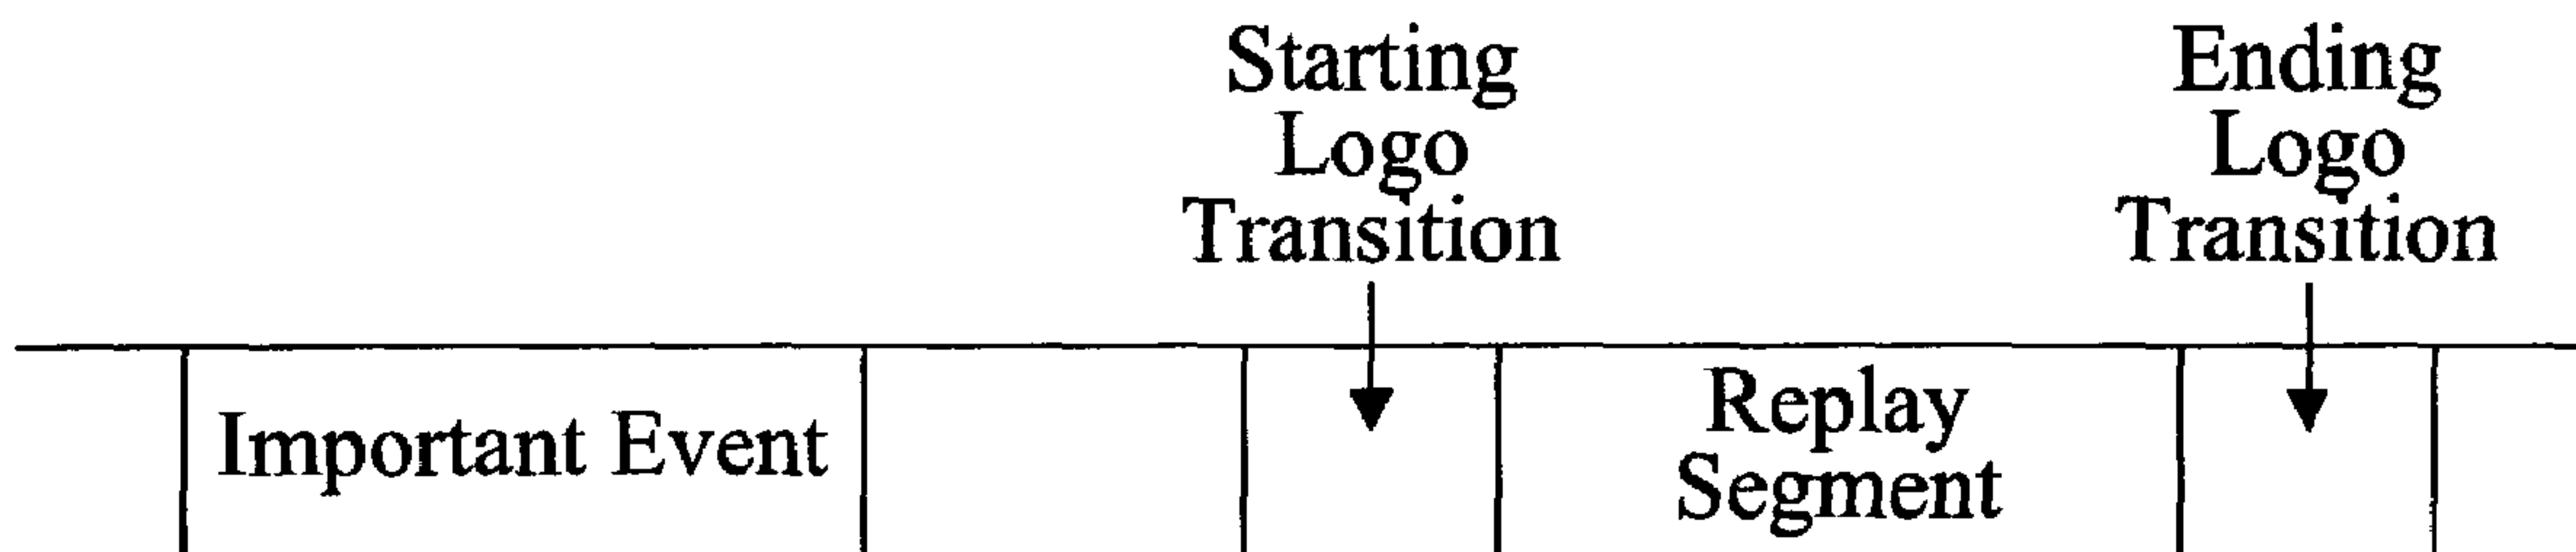 Starting
Logo
Transition
Ending
Logo
Transition
Important Event
Replay
Segment